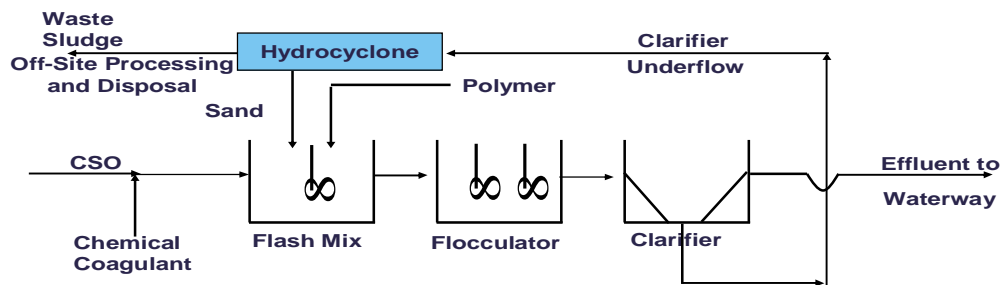 Waste
Sludge
Off-Site Processing
and Disposal
Hydrocyclone
Clarifier
Underflow
Sand
Polymer
CSO
Effluent to
Waterway
Chemical
Coagulant
Flash Mix
Flocculator
Clarifier